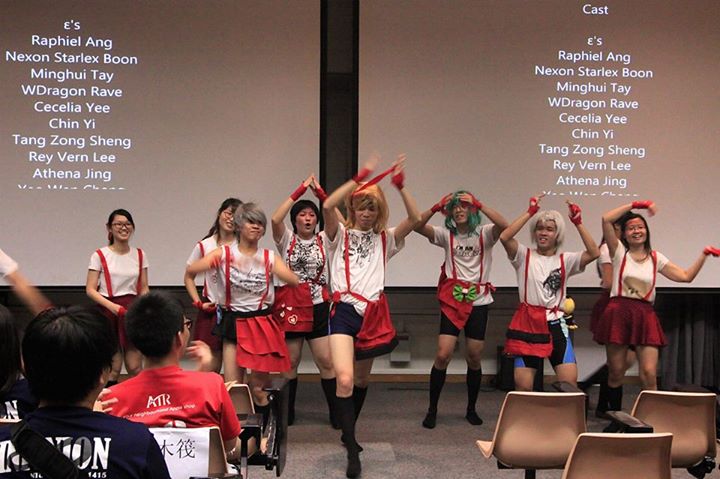 ε's
Raphiel Ang
Nexon Starlex Boon
Minghui Tay
WDragon Rave
Cecelia Yee
Chin Yi
Tang Zong Sheng
Rey Vern Lee
Athena Jing
Cast
ε's
Raphiel Ang
Nexon Starlex Boon
Minghui Tay
WDragon Rave
Cecelia Yee
Chin Yi
Tang Zong Sheng
Rey Vern Lee
Athena Jing
I AM
ATR
木筏
1415